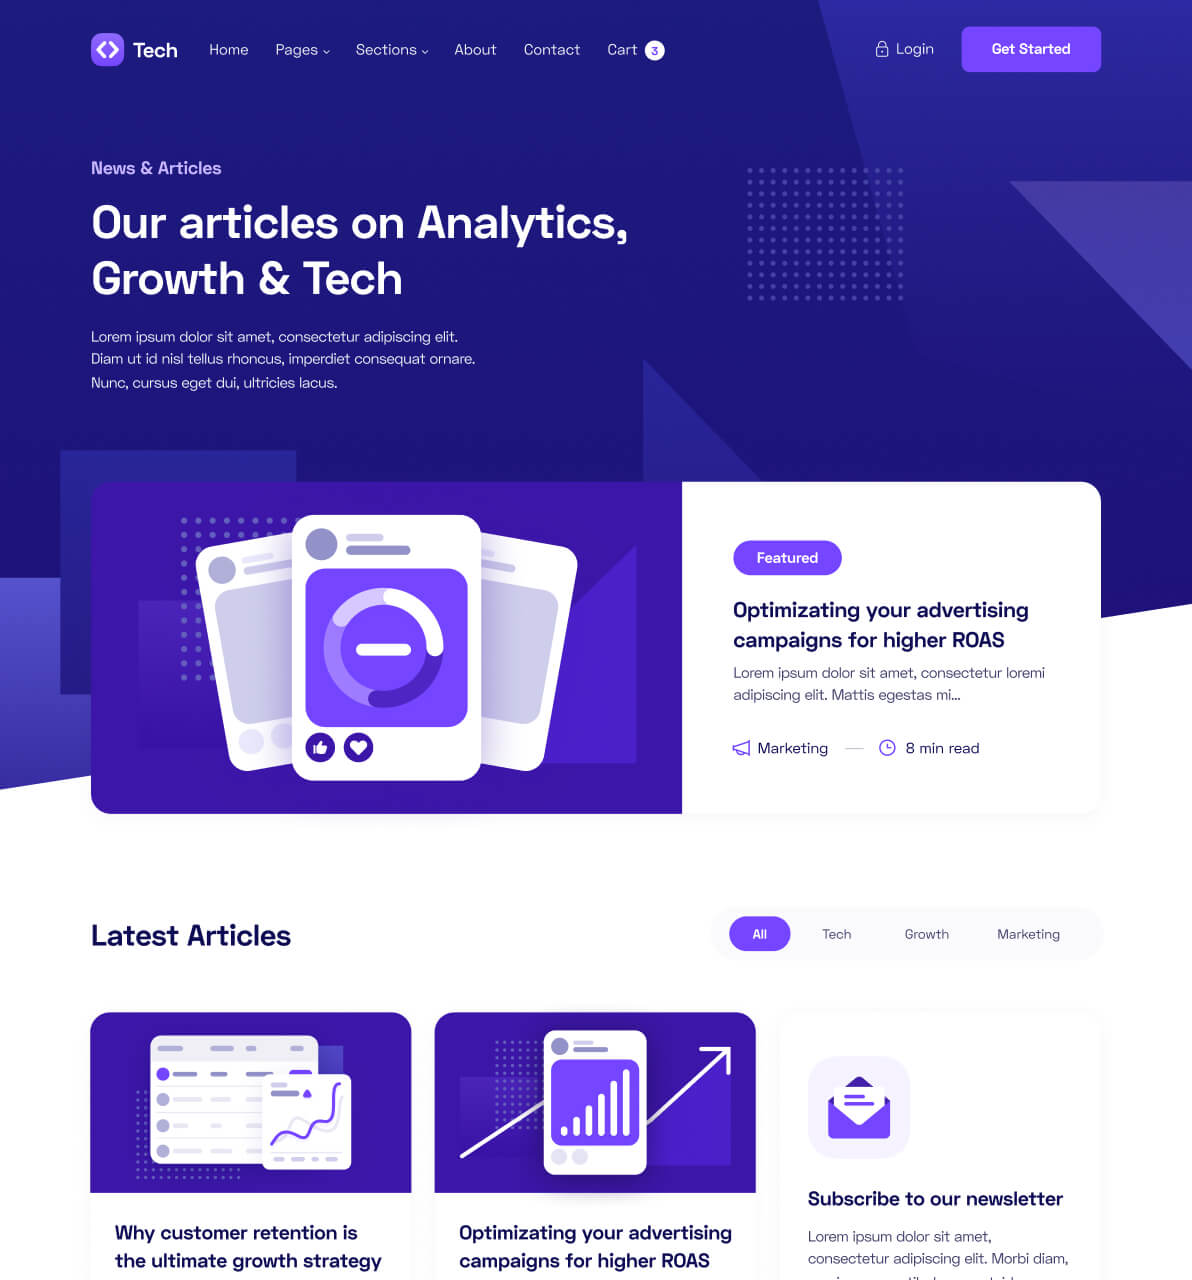 Tech
Home
Pages
Sections
About
Contact
Cart 3
Login
Get Started
News & Articles
Our articles on Analytics,
Growth & Tech
Lorem ipsum dolor sit amet, consectetur adipiscing elit.
Diam ut id nisl tellus rhoncus, imperdiet consequat ornare.
Nunc, cursus eget dui, ultricies lacus.
Featured
Optimizating your advertising
campaigns for higher ROAS
Lorem ipsum dolor sit amet, consectetur loremi
adipiscing elit. Mattis egestas mi...
Marketing
8 min read
Latest Articles
All
Tech
Growth
Marketing
Why customer retention is
the ultimate growth strategy
Optimizating your advertising
campaigns for higher ROAS
Subscribe to our newsletter
Lorem ipsum dolor sit amet,
consectetur adipiscing elit. Morbi diam,